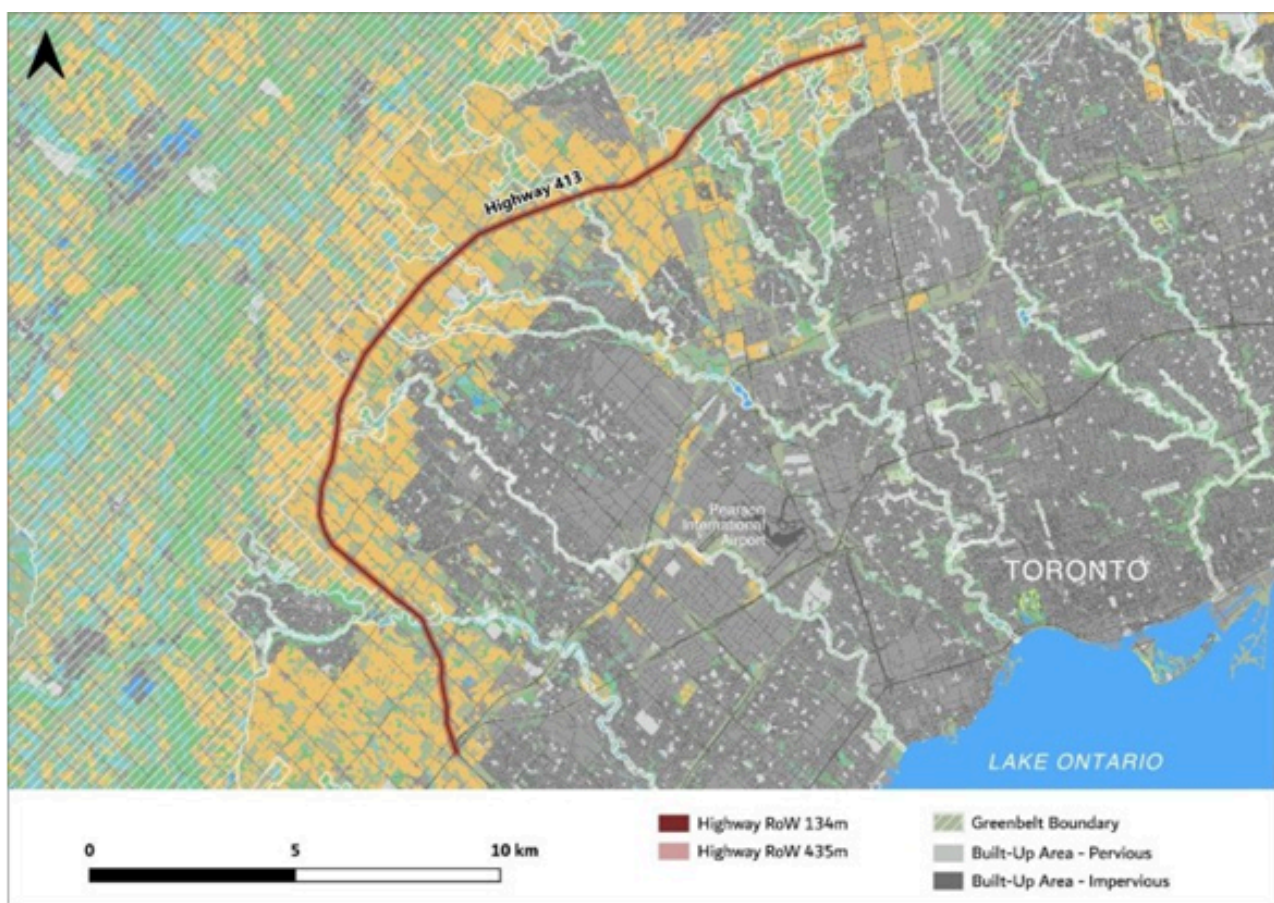 Highway 413
Pearson
International
Airport
TORONTO
LAKE ONTARIO
0 5 10 km
Highway RoW 134m
Highway RoW 435m
Greenbelt Boundary
Built-Up Area - Pervious
Built-Up Area - Impervious